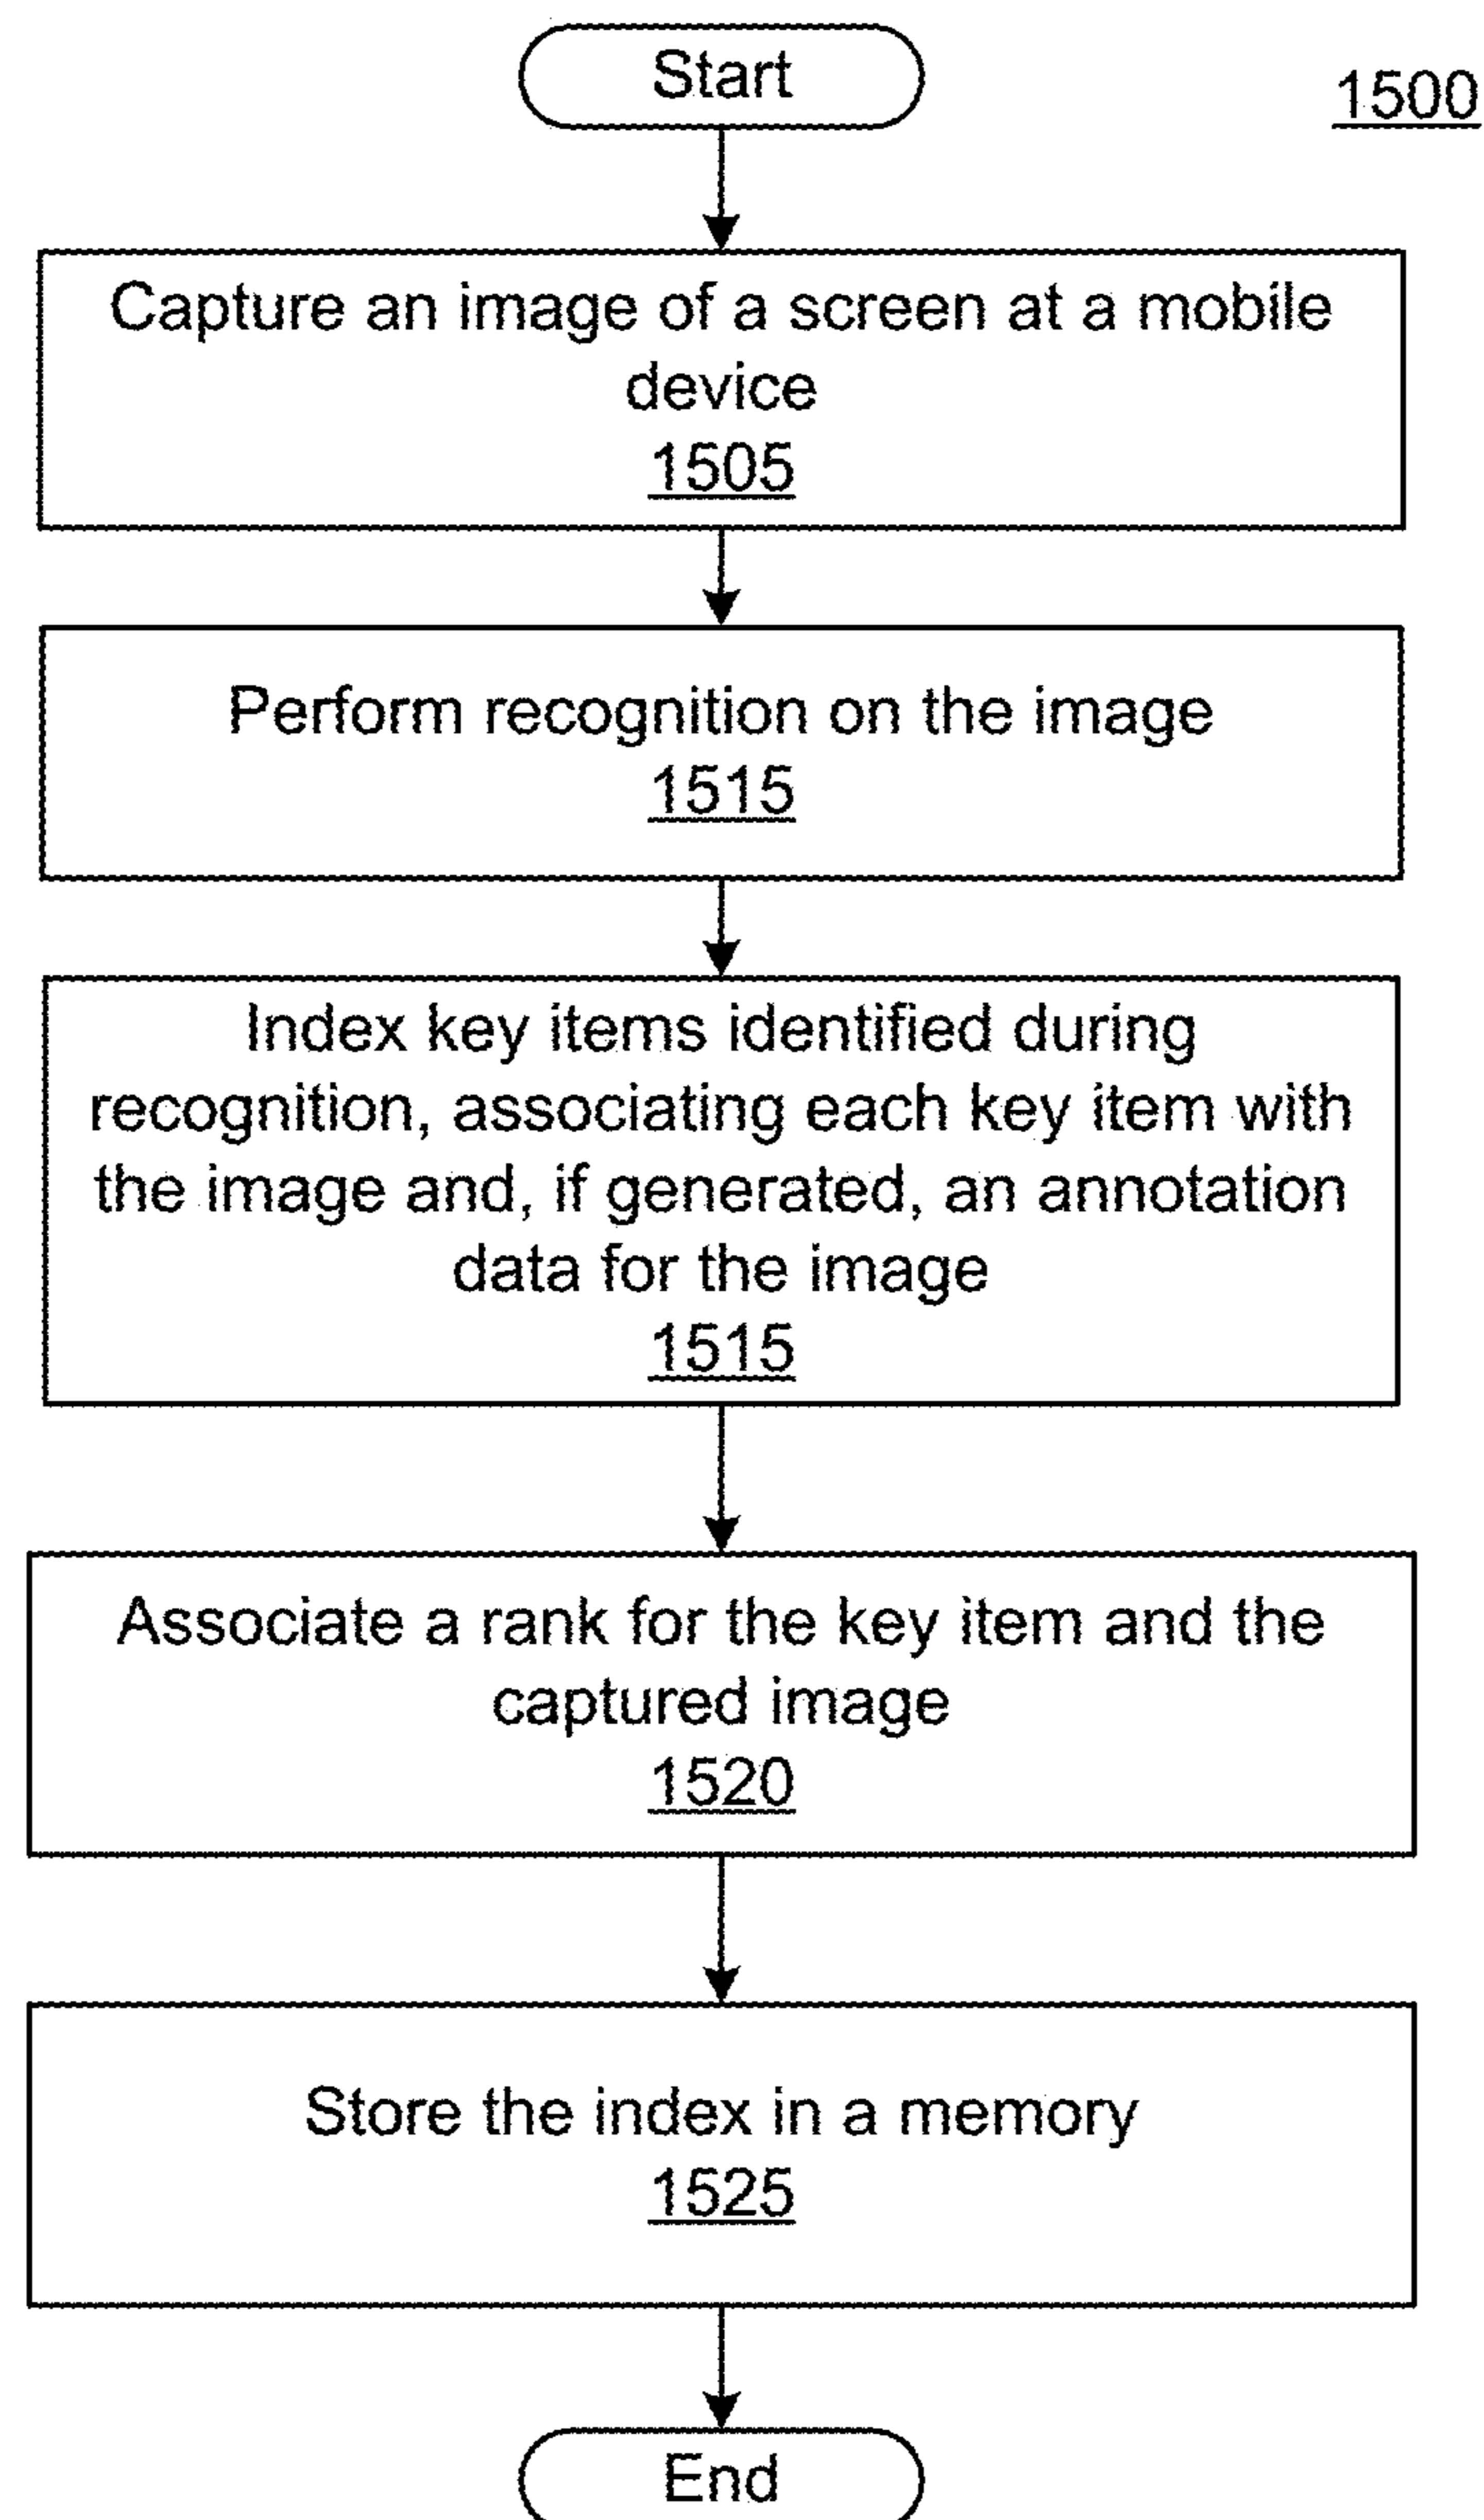 Start
1500
Capture an image of a screen at a mobile
device
1505
Perform recognition on the image
1515
Index key items identified during
recognition, associating each key item with
the image and, if generated, an annotation
data for the image
1515
Associate a rank for the key item and the
captured image
1520
Store the index in a memory
1525
End